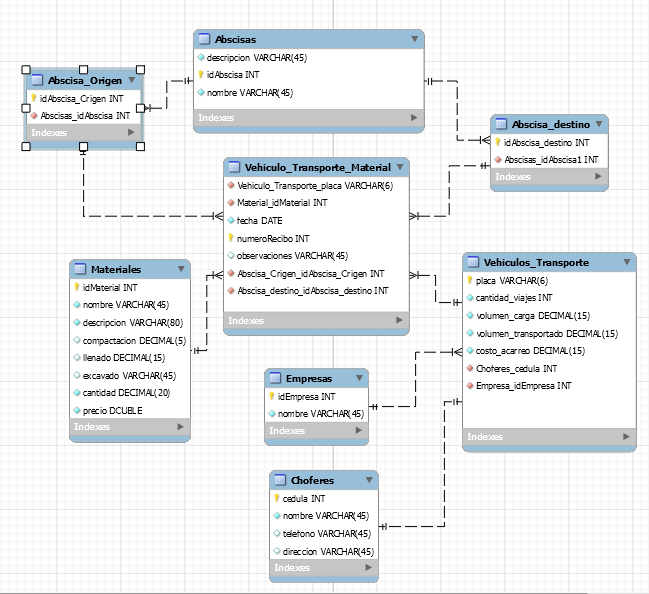 Abscisas
descripcion VARCHAR(45)
idAbscisa INT
nombre VARCHAR(45)
Indexes
Abscisa_Origen
idAbscisa_Origen INT
Abscisas_idAbscisa INT
Indexes
Abscisa_destino
idAbscisa_destino INT
Abscisas_idAbscisa1 INT
Indexes
Vehiculo_Transporte_Material
Vehiculo_Transporte_placa VARCHAR(6)
Material_idMaterial INT
fecha DATE
numeroRecibo INT
observaciones VARCHAR(45)
Abscisa_Origen_idAbscisa_Origen INT
Abscisa_destino_idAbscisa_destino INT
Indexes
Materiales
idMaterial INT
nombre VARCHAR(45)
descripcion VARCHAR(80)
compactacion DECIMAL(5)
llenado DECIMAL(15)
excavado VARCHAR(45)
cantidad DECIMAL(20)
precio DOUBLE
Indexes
Vehiculos_Transporte
placa VARCHAR(6)
cantidad_viajes INT
volumen_carga DECIMAL(15)
volumen_transportado DECIMAL(15)
costo_acarreo DECIMAL(15)
Choferes_cedula INT
Empresa_idEmpresa INT
Indexes
Empresas
idEmpresa INT
nombre VARCHAR(45)
Indexes
Choferes
cedula INT
nombre VARCHAR(45)
telefono VARCHAR(45)
direccion VARCHAR(45)
Indexes